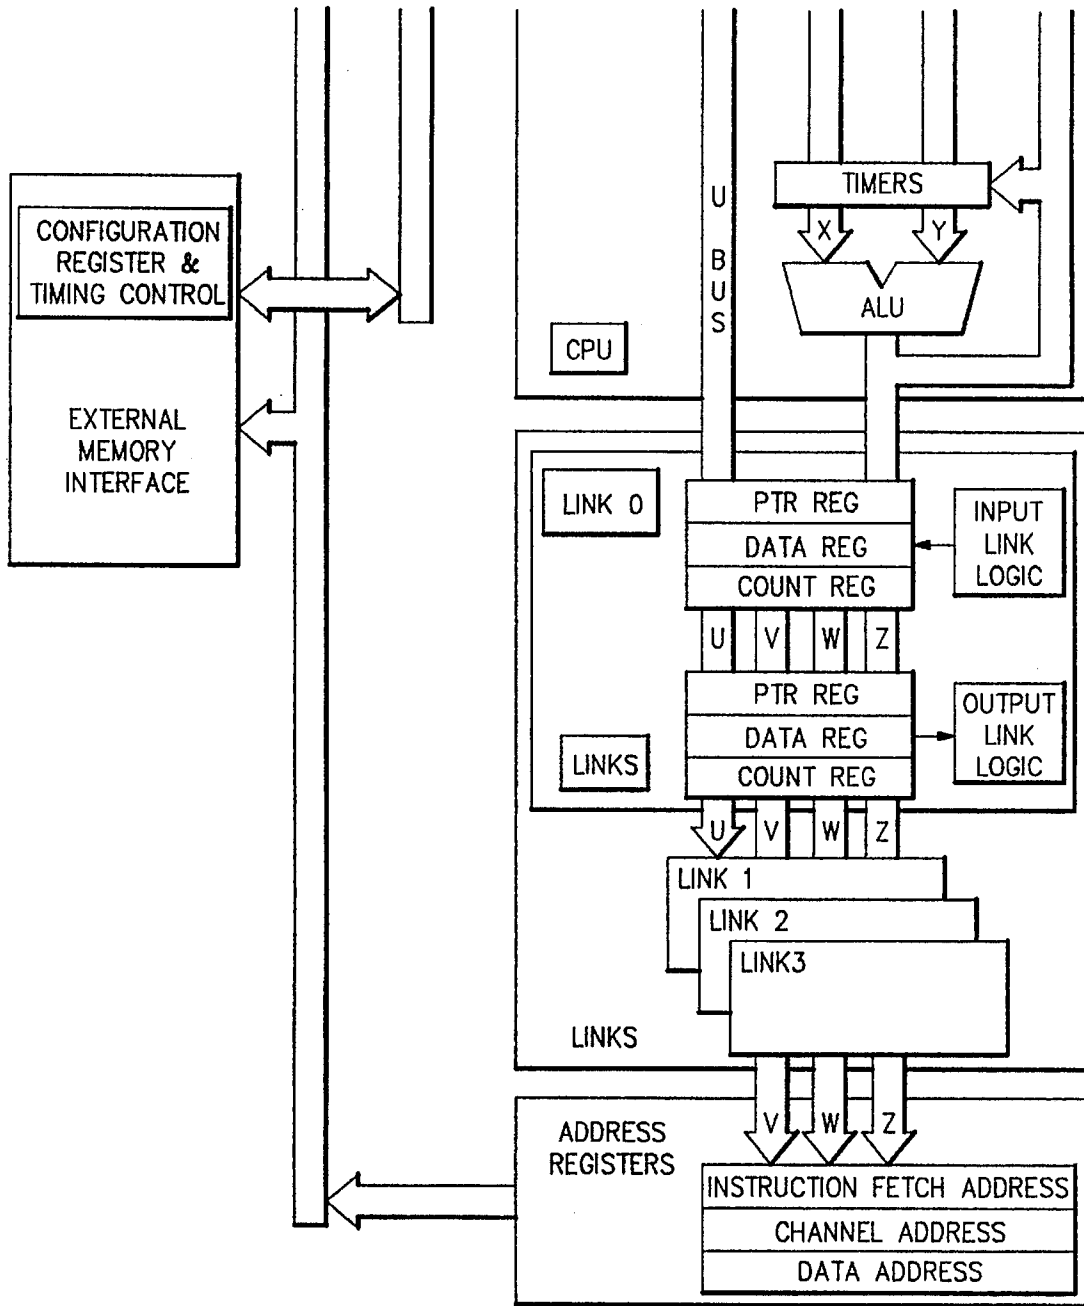 TIMERS
X
Y
ALU
U BUS
CPU
CONFIGURATION
REGISTER &
TIMING CONTROL
EXTERNAL
MEMORY
INTERFACE
LINK 0
PTR REG
DATA REG
COUNT REG
INPUT
LINK
LOGIC
U
V
W
Z
PTR REG
DATA REG
COUNT REG
OUTPUT
LINK
LOGIC
LINKS
U
V
W
Z
LINK 1
LINK 2
LINK3
LINKS
V
W
Z
ADDRESS
REGISTERS
INSTRUCTION FETCH ADDRESS
CHANNEL ADDRESS
DATA ADDRESS